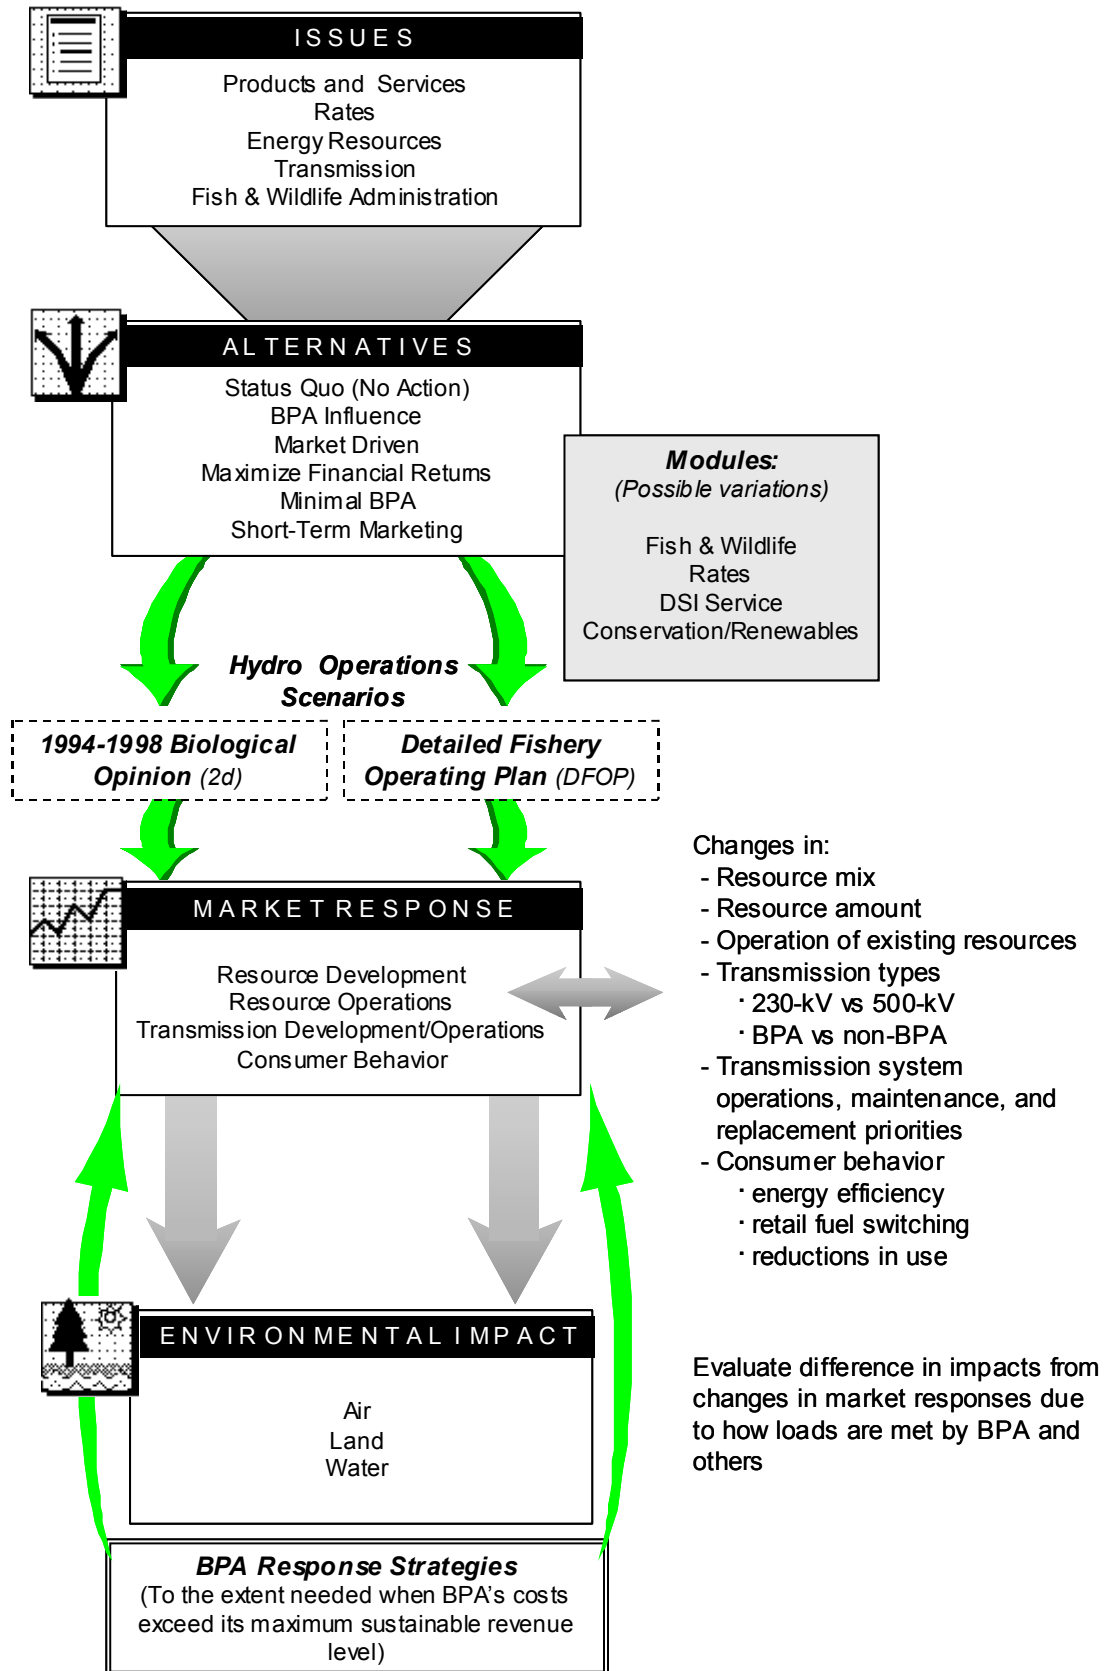 ISSUES
Products and Services
Rates
Energy Resources
Transmission
Fish & Wildlife Administration
ALTERNATIVES
Status Quo (No Action)
BPA Influence
Market Driven
Maximize Financial Returns
Minimal BPA
Short-Term Marketing
Modules:
(Possible variations)
Fish & Wildlife
Rates
DSI Service
Conservation/Renewables
Hydro Operations
Scenarios
1994-1998 Biological
Opinion (2d)
Detailed Fishery
Operating Plan (DFOP)
MARKET RESPONSE
Resource Development
Resource Operations
Transmission Development/Operations
Consumer Behavior
Changes in:
- Resource mix
- Resource amount
- Operation of existing resources
- Transmission types
· 230-kV vs 500-kV
· BPA vs non-BPA
- Transmission system
operations, maintenance, and
replacement priorities
- Consumer behavior
· energy efficiency
· retail fuel switching
· reductions in use
ENVIRONMENTAL IMPACT
Air
Land
Water
Evaluate difference in impacts from
changes in market responses due
to how loads are met by BPA and
others
BPA Response Strategies
(To the extent needed when BPA’s costs
exceed its maximum sustainable revenue
level)